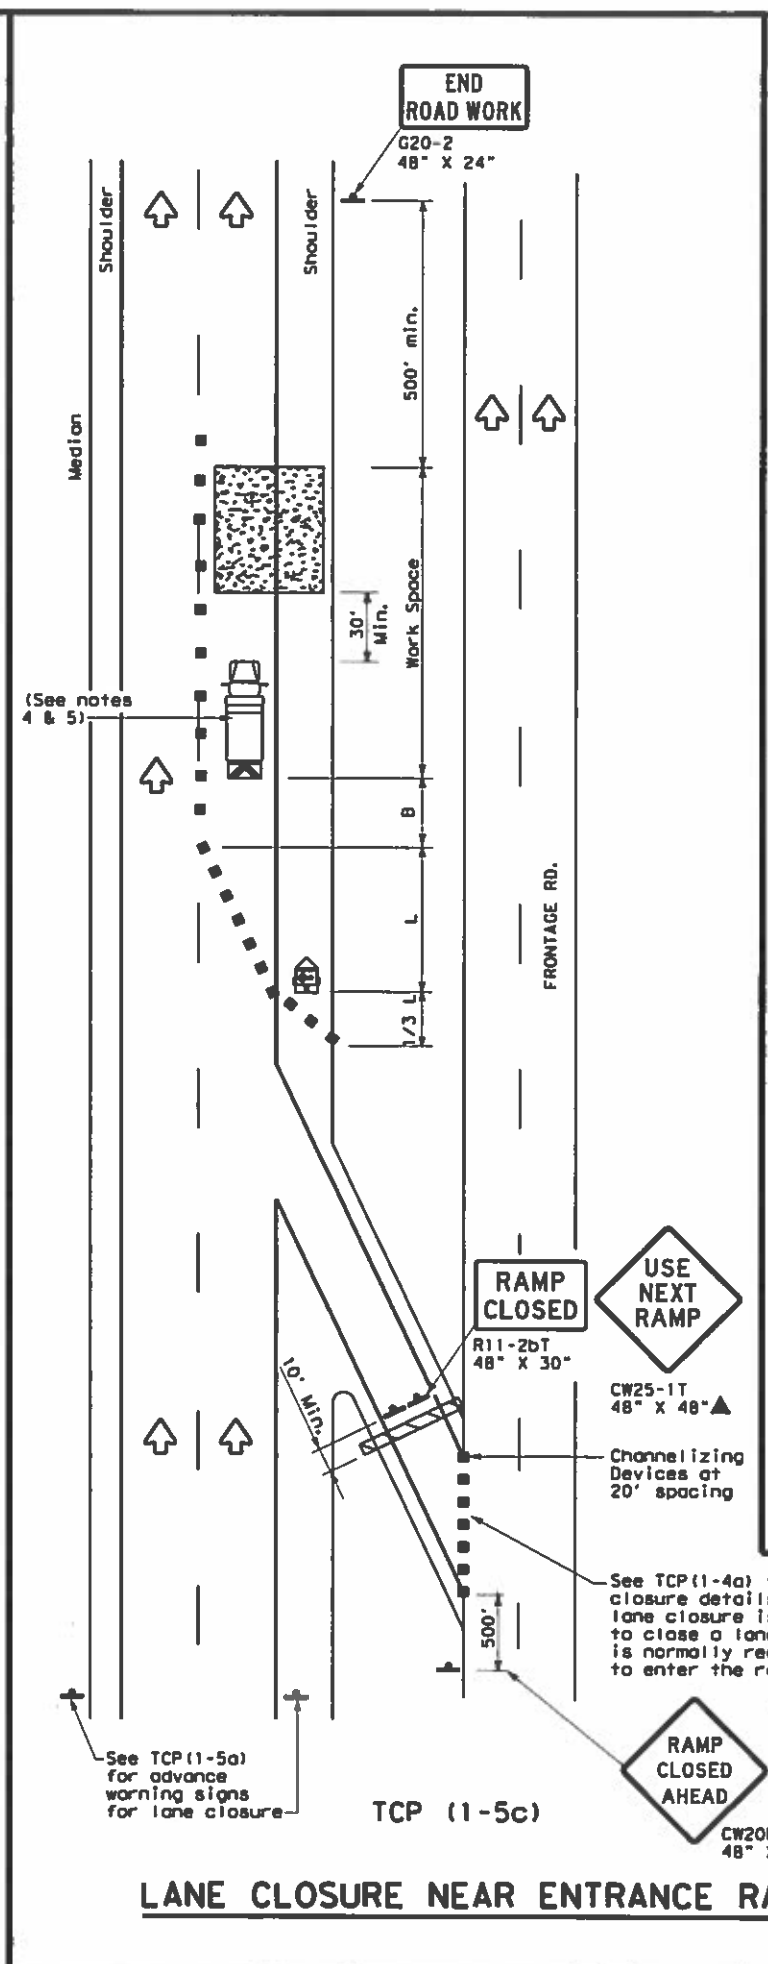 END
ROAD WORK
G20-2
48" X 24"
Shoulder
Shoulder
500' min.
Median
Work Space
30'
Min.
(See notes
4 & 5)
B
L
FRONTAGE RD.
1/3 L
RAMP
CLOSED
R11-2bT
48" X 30"
USE
NEXT
RAMP
CW25-1T
48" X 48"▲
10' Min.
Channelizing
Devices at
20' spacing
See TCP(1-4a)
closure detail
lane closure i
to close a lan
is normally re
to enter the r
500'
See TCP(1-5a)
for advance
warning signs
for lane closure
RAMP
CLOSED
AHEAD
CW20
48"
TCP (1-5c)
LANE CLOSURE NEAR ENTRANCE RA